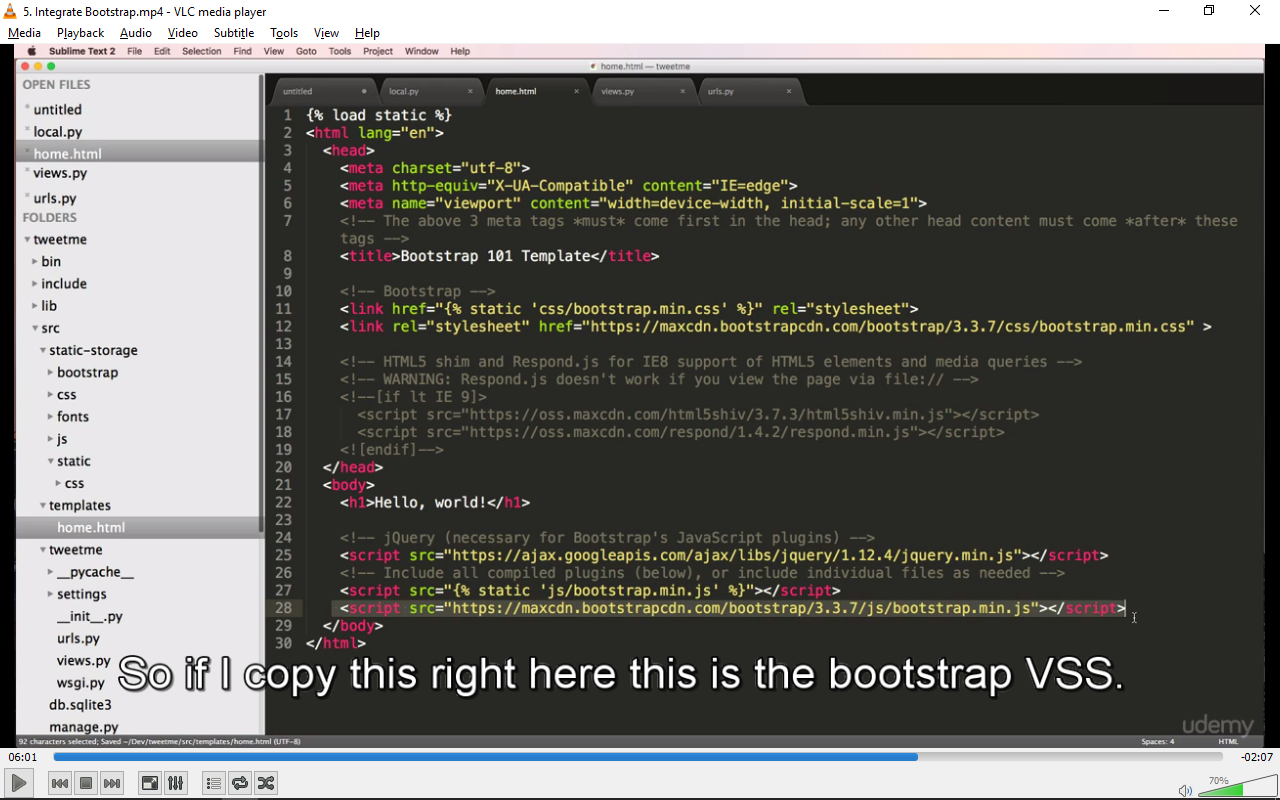 5. Integrate Bootstrap.mp4 - VLC media player
Media Playback Audio Video Subtitle Tools View Help
Sublime Text 2 File Edit Selection Find View Goto Tools Project Window Help
home.html — tweetme
OPEN FILES
untitled
local.py
home.html
views.py
urls.py
FOLDERS
tweetme
bin
include
lib
src
static-storage
bootstrap
css
fonts
js
static
css
templates
home.html
tweetme
__pycache__
settings
__init__.py
urls.py
views.py
wsgi.py
db.sqlite3
manage.py
untitled local.py home.html views.py urls.py
1 {% load static %}
2 <html lang="en">
3 <head>
4 <meta charset="utf-8">
5 <meta http-equiv="X-UA-Compatible" content="IE=edge">
6 <meta name="viewport" content="width=device-width, initial-scale=1">
7 <!-- The above 3 meta tags *must* come first in the head; any other head content must come *after* these
tags -->
8 <title>Bootstrap 101 Template</title>
9
10 <!-- Bootstrap -->
11 <link href="{% static 'css/bootstrap.min.css' %}" rel="stylesheet">
12 <link rel="stylesheet" href="https://maxcdn.bootstrapcdn.com/bootstrap/3.3.7/css/bootstrap.min.css" >
13
14 <!-- HTML5 shim and Respond.js for IE8 support of HTML5 elements and media queries -->
15 <!-- WARNING: Respond.js doesn't work if you view the page via file:// -->
16 <!--[if lt IE 9]>
17 <script src="https://oss.maxcdn.com/html5shiv/3.7.3/html5shiv.min.js"></script>
18 <script src="https://oss.maxcdn.com/respond/1.4.2/respond.min.js"></script>
19 <![endif]-->
20 </head>
21 <body>
22 <h1>Hello, world!</h1>
23
24 <!-- jQuery (necessary for Bootstrap's JavaScript plugins) -->
25 <script src="https://ajax.googleapis.com/ajax/libs/jquery/1.12.4/jquery.min.js"></script>
26 <!-- Include all compiled plugins (below), or include individual files as needed -->
27 <script src="{% static 'js/bootstrap.min.js' %}"></script>
28 <script src="https://maxcdn.bootstrapcdn.com/bootstrap/3.3.7/js/bootstrap.min.js"></script>
29 </body>
30 </html>
So if I copy this right here this is the bootstrap VSS.
udemy
92 characters selected; Saved ~/Dev/tweetme/src/templates/home.html (UTF-8) Spaces: 4 HTML
06:01 -02:07
70%